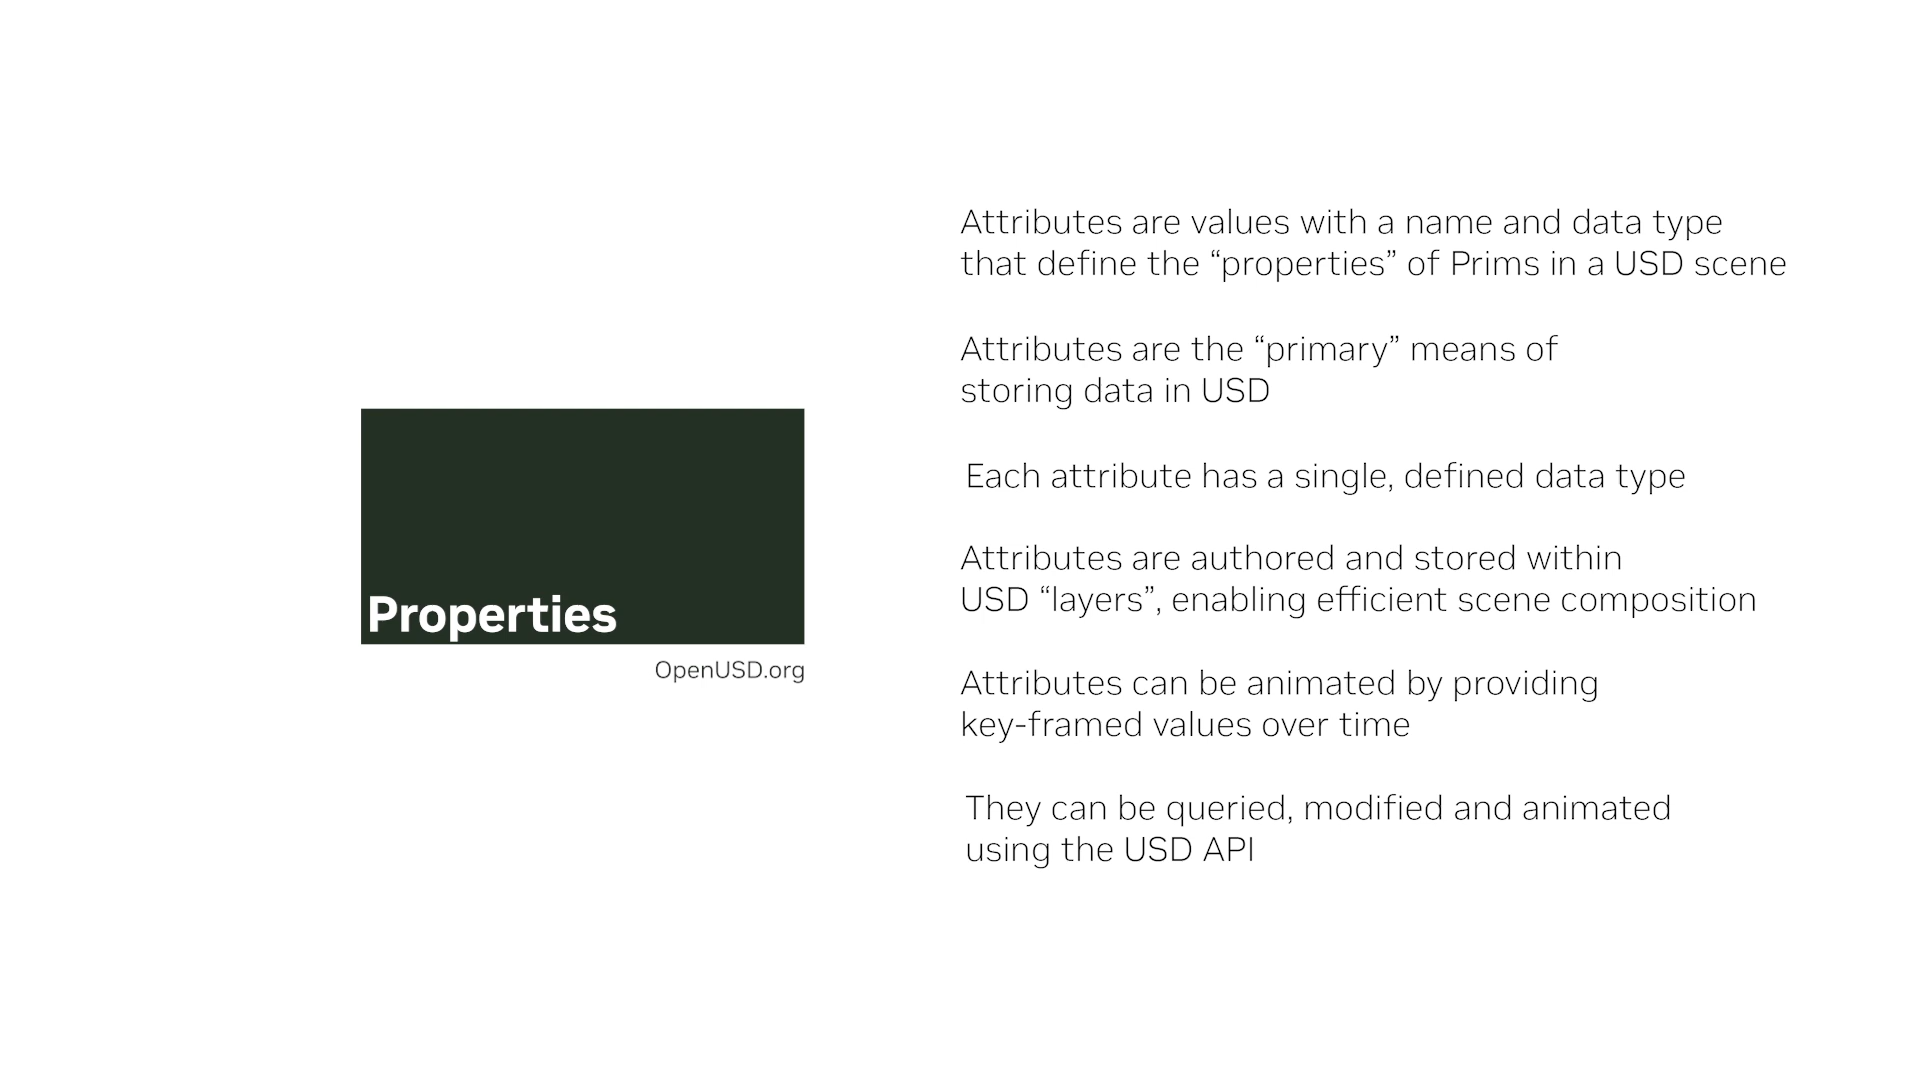 Properties
OpenUSD.org
Attributes are values with a name and data type
that define the “properties” of Prims in a USD scene
Attributes are the “primary” means of
storing data in USD
Each attribute has a single, defined data type
Attributes are authored and stored within
USD “layers”, enabling efficient scene composition
Attributes can be animated by providing
key-framed values over time
They can be queried, modified and animated
using the USD API